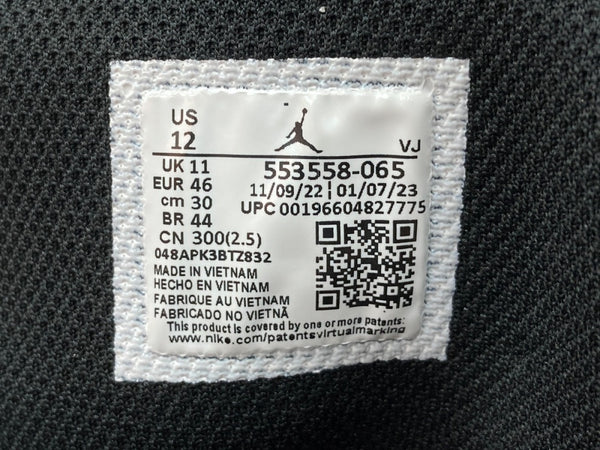 US
12
VJ
UK 11
553558-065
EUR 46
11/09/22 | 01/07/23
cm 30
UPC 00196604827775
BR 44
CN 300(2.5)
048APK3BTZ832
MADE IN VIETNAM
HECHO EN VIETNAM
FABRIQUE AU VIETNAM
FABRICADO NO VIETNÃ
This product is covered by one or more patents:
www.nike.com/patentsvirtualmarking